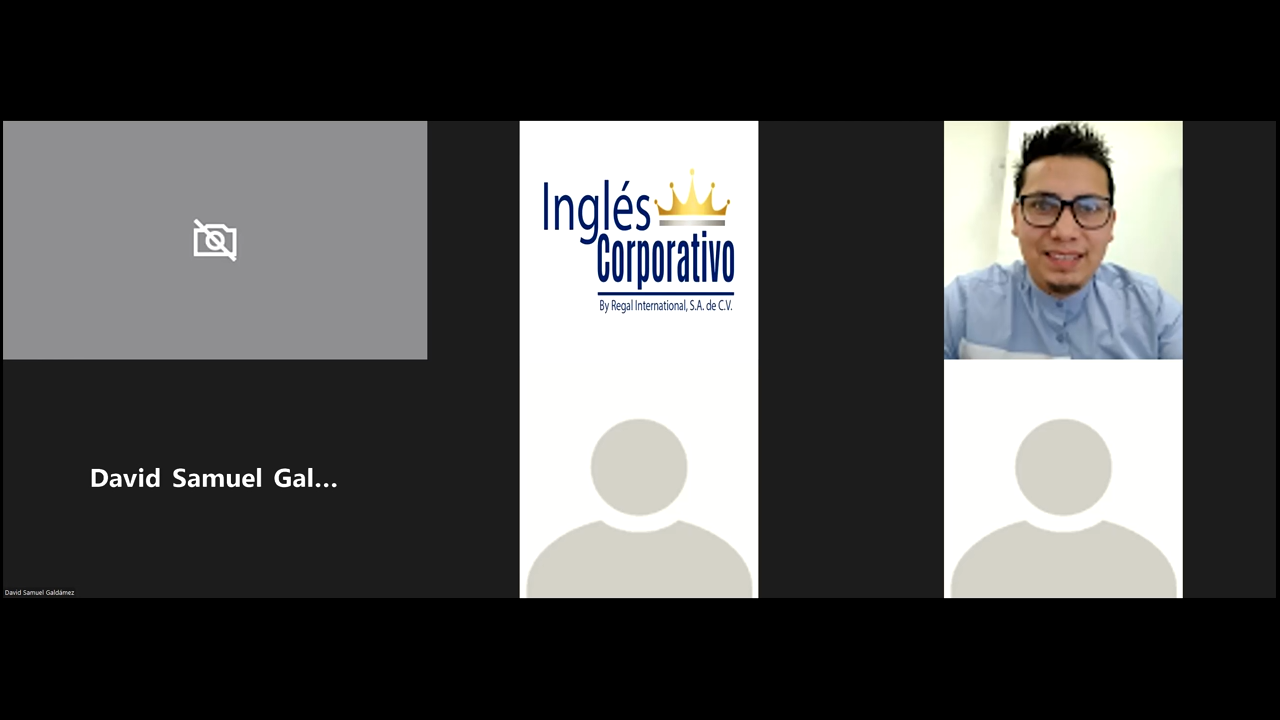 Inglés
Corporativo
By Regal International, S.A. de C.V.
David Samuel Gal...
David Samuel Galdámez